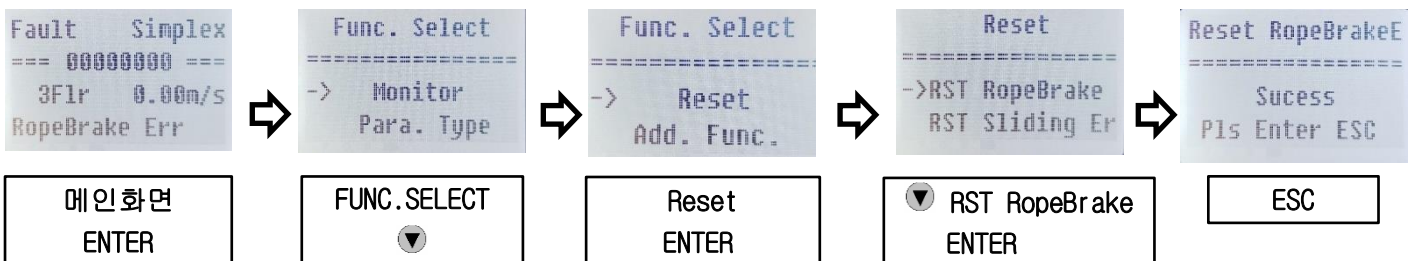 Fault Simplex
=== 00000000 ===
3Flr 0.00m/s
RopeBrake Err
Func. Select
================
-> Monitor
Para. Type
Func. Select
================
-> Reset
Add. Func.
Reset
================
->RST RopeBrake
RST Sliding Er
Reset RopeBrakeE
================
Sucess
Pls Enter ESC
메인화면
ENTER
FUNC.SELECT
▼
Reset
ENTER
▼ RST RopeBrake
ENTER
ESC